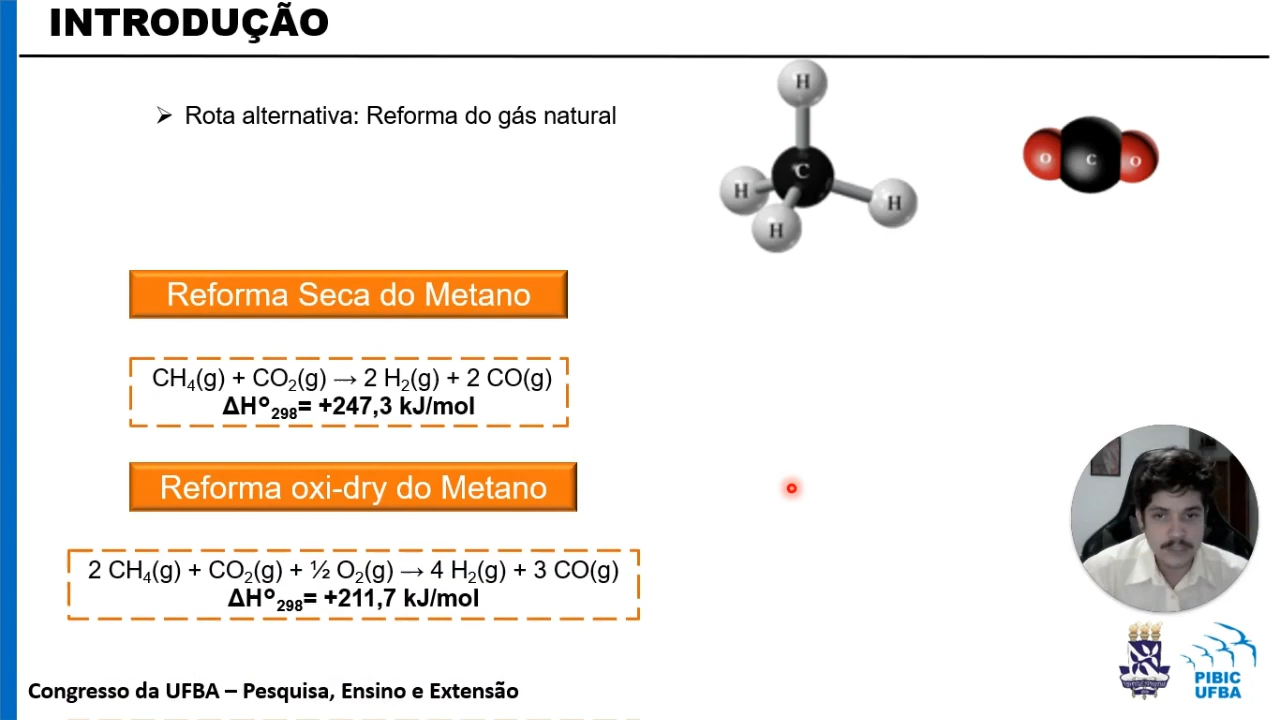 INTRODUÇÃO
➢ Rota alternativa: Reforma do gás natural
H
C
H
H
H
O C O
Reforma Seca do Metano
CH₄(g) + CO₂(g) → 2 H₂(g) + 2 CO(g)
ΔH°₂₉₈= +247,3 kJ/mol
Reforma oxi-dry do Metano
2 CH₄(g) + CO₂(g) + ½ O₂(g) → 4 H₂(g) + 3 CO(g)
ΔH°₂₉₈= +211,7 kJ/mol
Congresso da UFBA – Pesquisa, Ensino e Extensão
PIBIC
UFBA